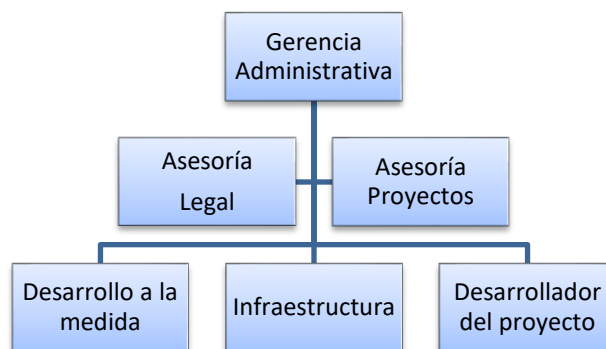 Gerencia
Administrativa
Asesoría
Legal
Asesoría
Proyectos
Desarrollo a la
medida
Infraestructura
Desarrollador
del proyecto